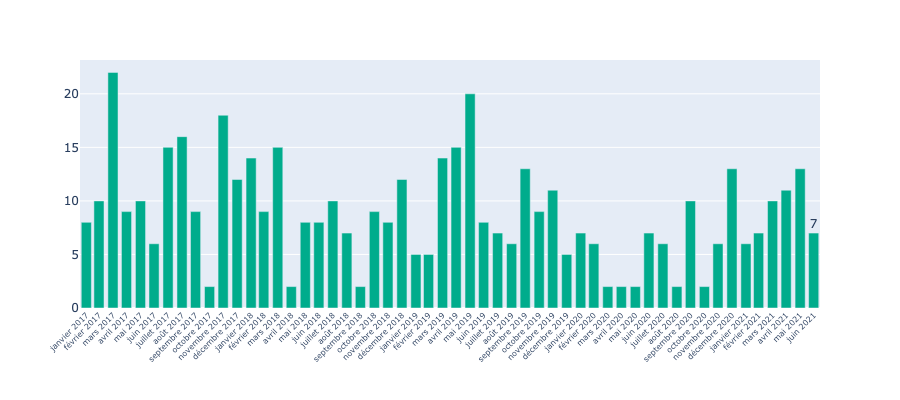 20
15
10
5
0
7
janvier 2017
février 2017
mars 2017
avril 2017
mai 2017
juin 2017
juillet 2017
août 2017
septembre 2017
octobre 2017
novembre 2017
décembre 2017
janvier 2018
février 2018
mars 2018
avril 2018
mai 2018
juin 2018
juillet 2018
août 2018
septembre 2018
octobre 2018
novembre 2018
décembre 2018
janvier 2019
février 2019
mars 2019
avril 2019
mai 2019
juin 2019
juillet 2019
août 2019
septembre 2019
octobre 2019
novembre 2019
décembre 2019
janvier 2020
février 2020
mars 2020
avril 2020
mai 2020
juin 2020
juillet 2020
août 2020
septembre 2020
octobre 2020
novembre 2020
décembre 2020
janvier 2021
février 2021
mars 2021
avril 2021
mai 2021
juin 2021